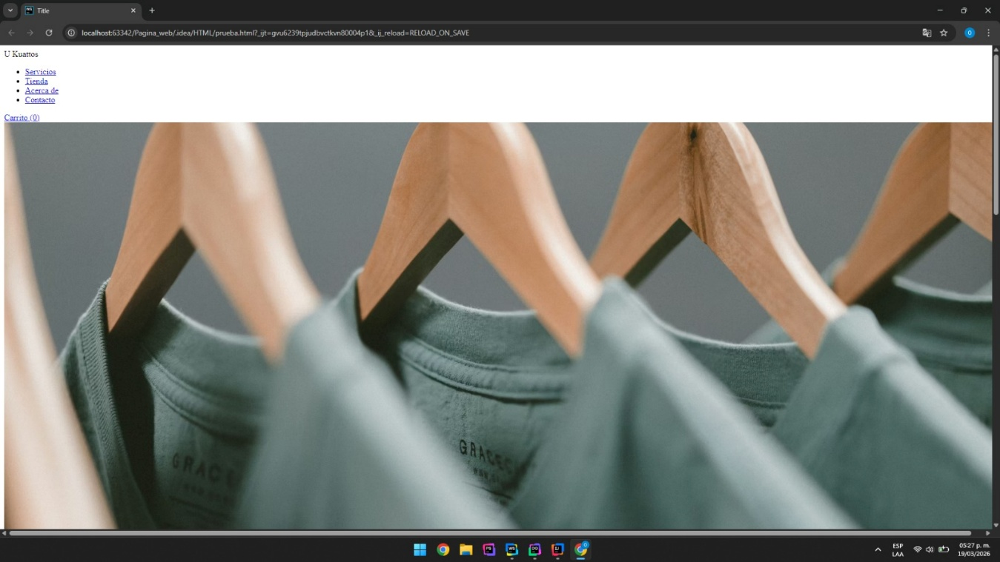 Title
localhost:63342/Pagina_web/.idea/HTML/prueba.html?_ijt=gvu6239tpjudbvctkvn80004p1&_ij_reload=RELOAD_ON_SAVE
U Kuattos
Servicios
Tienda
Acerca de
Contacto
Carrito (0)
GRACE
GRACEC
ESP
LAA
05:27 p. m.
19/03/2026